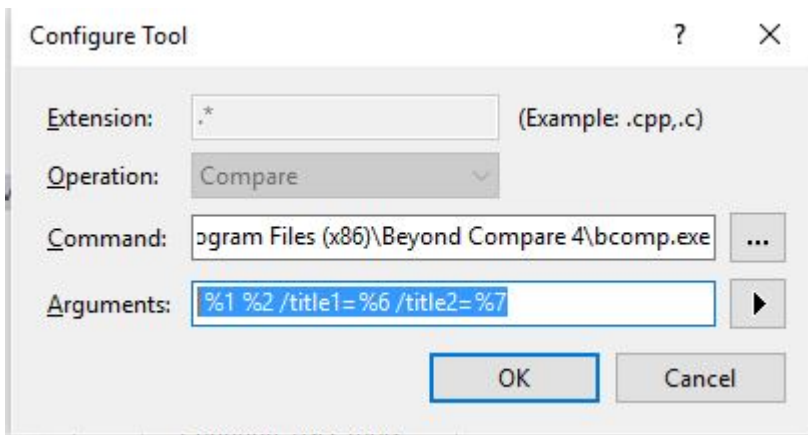 Configure Tool ? ×
Extension: .* (Example: .cpp,.c)
Operation: Compare
Command: ogram Files (x86)\Beyond Compare 4\bcomp.exe ...
Arguments: %1 %2 /title1=%6 /title2=%7
OK Cancel